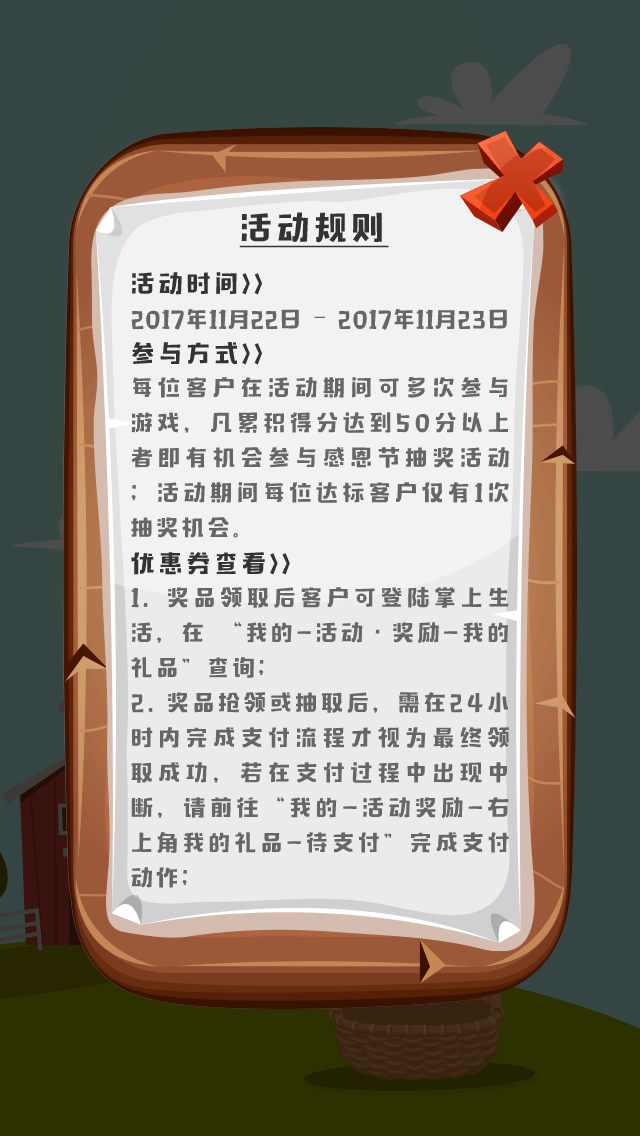 活动规则
活动时间》
2017年11月22日 - 2017年11月23日
参与方式》
每位客户在活动期间可多次参与
游戏，凡累积得分达到50分以上
者即有机会参与感恩节抽奖活动
；活动期间每位达标客户仅有1次
抽奖机会。
优惠券查看》
1. 奖品领取后客户可登陆掌上生
活，在 “我的-活动·奖励-我的
礼品”查询；
2. 奖品抢领或抽取后，需在24小
时内完成支付流程才视为最终领
取成功，若在支付过程中出现中
断，请前往“我的-活动奖励-右
上角我的礼品-待支付”完成支付
动作；